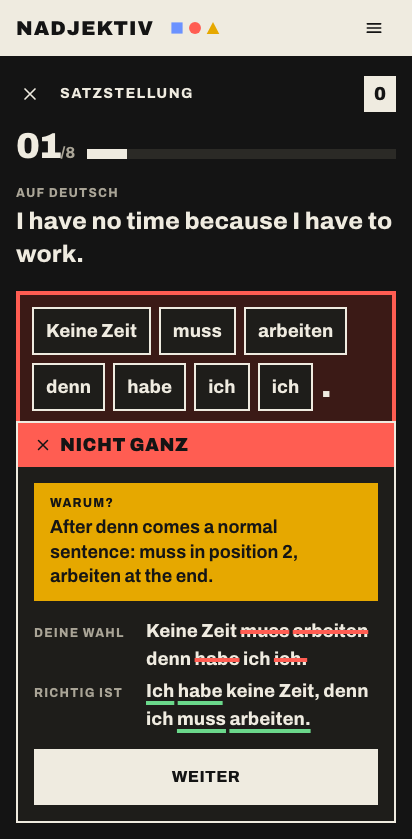 NADJEKTIV
SATZSTELLUNG
0
01/8
AUF DEUTSCH
I have no time because I have to
work.
Keine Zeit muss arbeiten
denn habe ich ich .
NICHT GANZ
WARUM?
After denn comes a normal
sentence: muss in position 2,
arbeiten at the end.
DEINE WAHL Keine Zeit muss arbeiten
denn habe ich ich.
RICHTIG IST Ich habe keine Zeit, denn
ich muss arbeiten.
WEITER